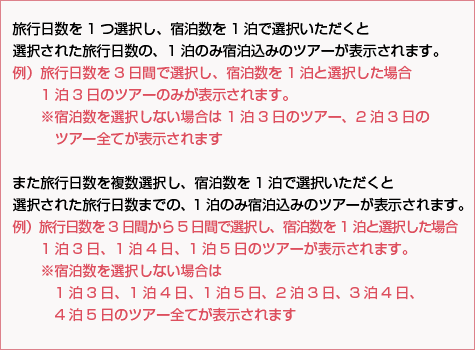 旅行日数を1つ選択し、宿泊数を1泊で選択いただくと
選択された旅行日数の、1泊のみ宿泊込みのツアーが表示されます。
例）旅行日数を3日間で選択し、宿泊数を1泊と選択した場合
1泊3日のツアーのみが表示されます。
※宿泊数を選択しない場合は1泊3日のツアー、2泊3日の
ツアー全てが表示されます
また旅行日数を複数選択し、宿泊数を1泊で選択いただくと
選択された旅行日数までの、1泊のみ宿泊込みのツアーが表示されます。
例）旅行日数を3日間から5日間で選択し、宿泊数を1泊と選択した場合
1泊3日、1泊4日、1泊5日のツアーが表示されます。
※宿泊数を選択しない場合は
1泊3日、1泊4日、1泊5日、2泊3日、3泊4日、
4泊5日のツアー全てが表示されます